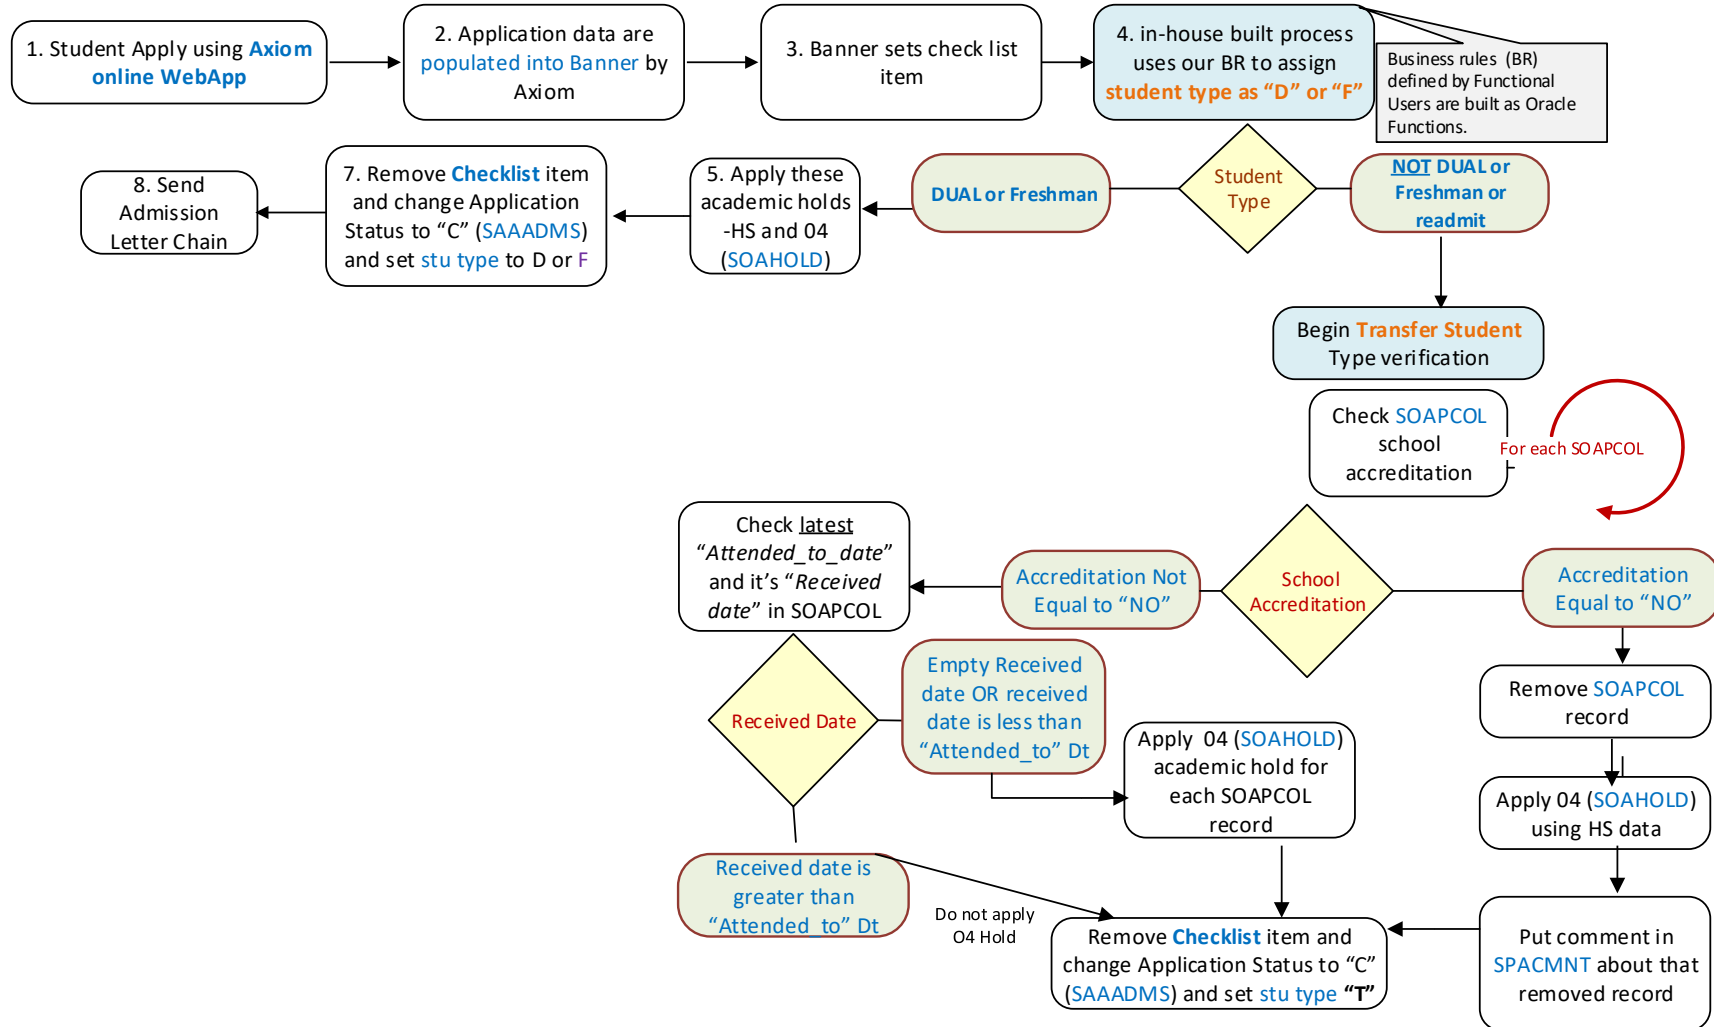 1. Student Apply using Axiom
online WebApp
2. Application data are
populated into Banner by
Axiom
3. Banner sets check list
item
4. in-house built process
uses our BR to assign
student type as “D” or “F”
Business rules (BR)
defined by Functional
Users are built as Oracle
Functions.
8. Send
Admission
Letter Chain
7. Remove Checklist item
and change Application
Status to “C” (SAAADMS)
and set stu type to D or F
5. Apply these
academic holds
-HS and 04
(SOAHOLD)
DUAL or Freshman
Student
Type
NOT DUAL or
Freshman or
readmit
Begin Transfer Student
Type verification
Check SOAPCOL
school
accreditation
For each SOAPCOL
Check latest
“Attended_to_date”
and it’s “Received
date” in SOAPCOL
Accreditation Not
Equal to “NO”
School
Accreditation
Accreditation
Equal to “NO”
Received Date
Empty Received
date OR received
date is less than
“Attended_to” Dt
Remove SOAPCOL
record
Apply 04 (SOAHOLD)
academic hold for
each SOAPCOL
record
Apply 04 (SOAHOLD)
using HS data
Received date is
greater than
“Attended_to” Dt
Do not apply
O4 Hold
Remove Checklist item and
change Application Status to “C”
(SAAADMS) and set stu type “T”
Put comment in
SPACMNT about that
removed record